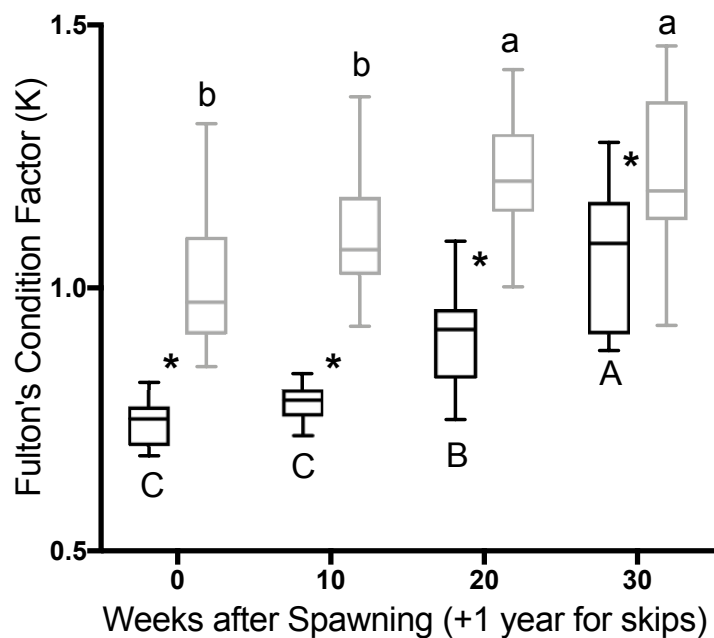 Fulton's Condition Factor (K)
1.5
1.0
0.5
b
b
a
a
*
*
*
*
C
C
B
A
0
10
20
30
Weeks after Spawning (+1 year for skips)